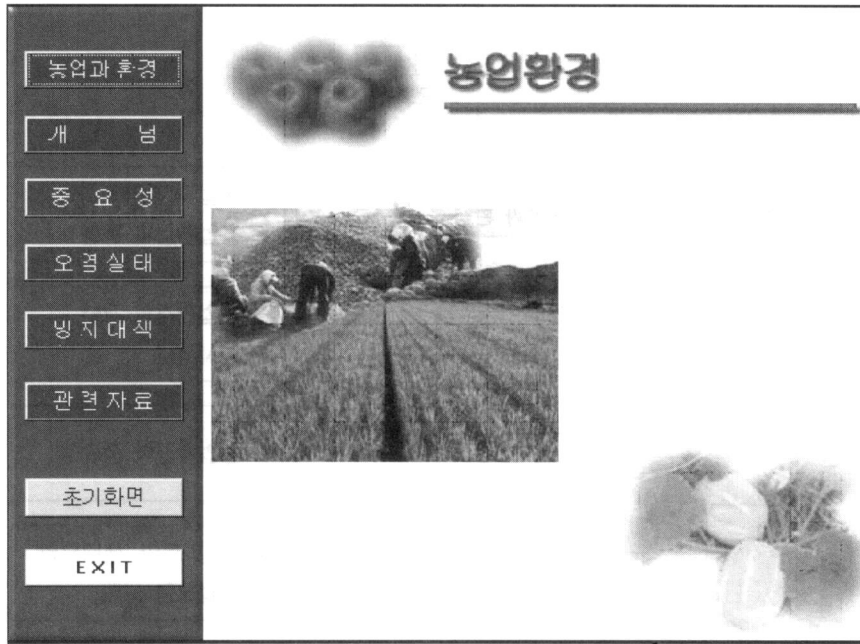 농업과 환경
개 념
중 요 성
오 염 실 태
방 지 대 책
관 련 자 료
초기화면
EXIT
농업환경